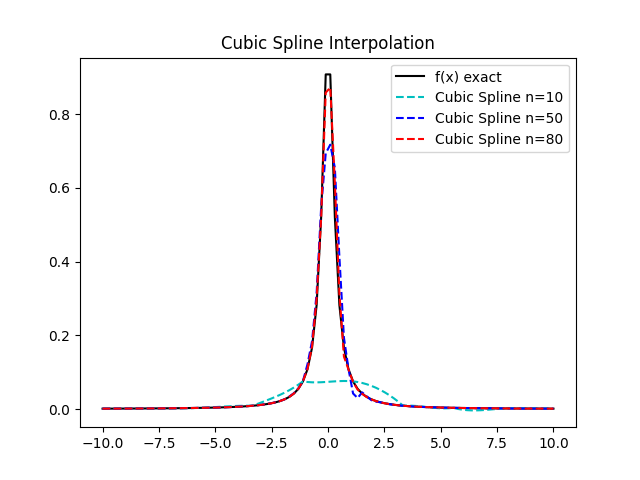 Cubic Spline Interpolation
f(x) exact
Cubic Spline n=10
Cubic Spline n=50
Cubic Spline n=80
0.8
0.6
0.4
0.2
0.0
−10.0 −7.5 −5.0 −2.5 0.0 2.5 5.0 7.5 10.0